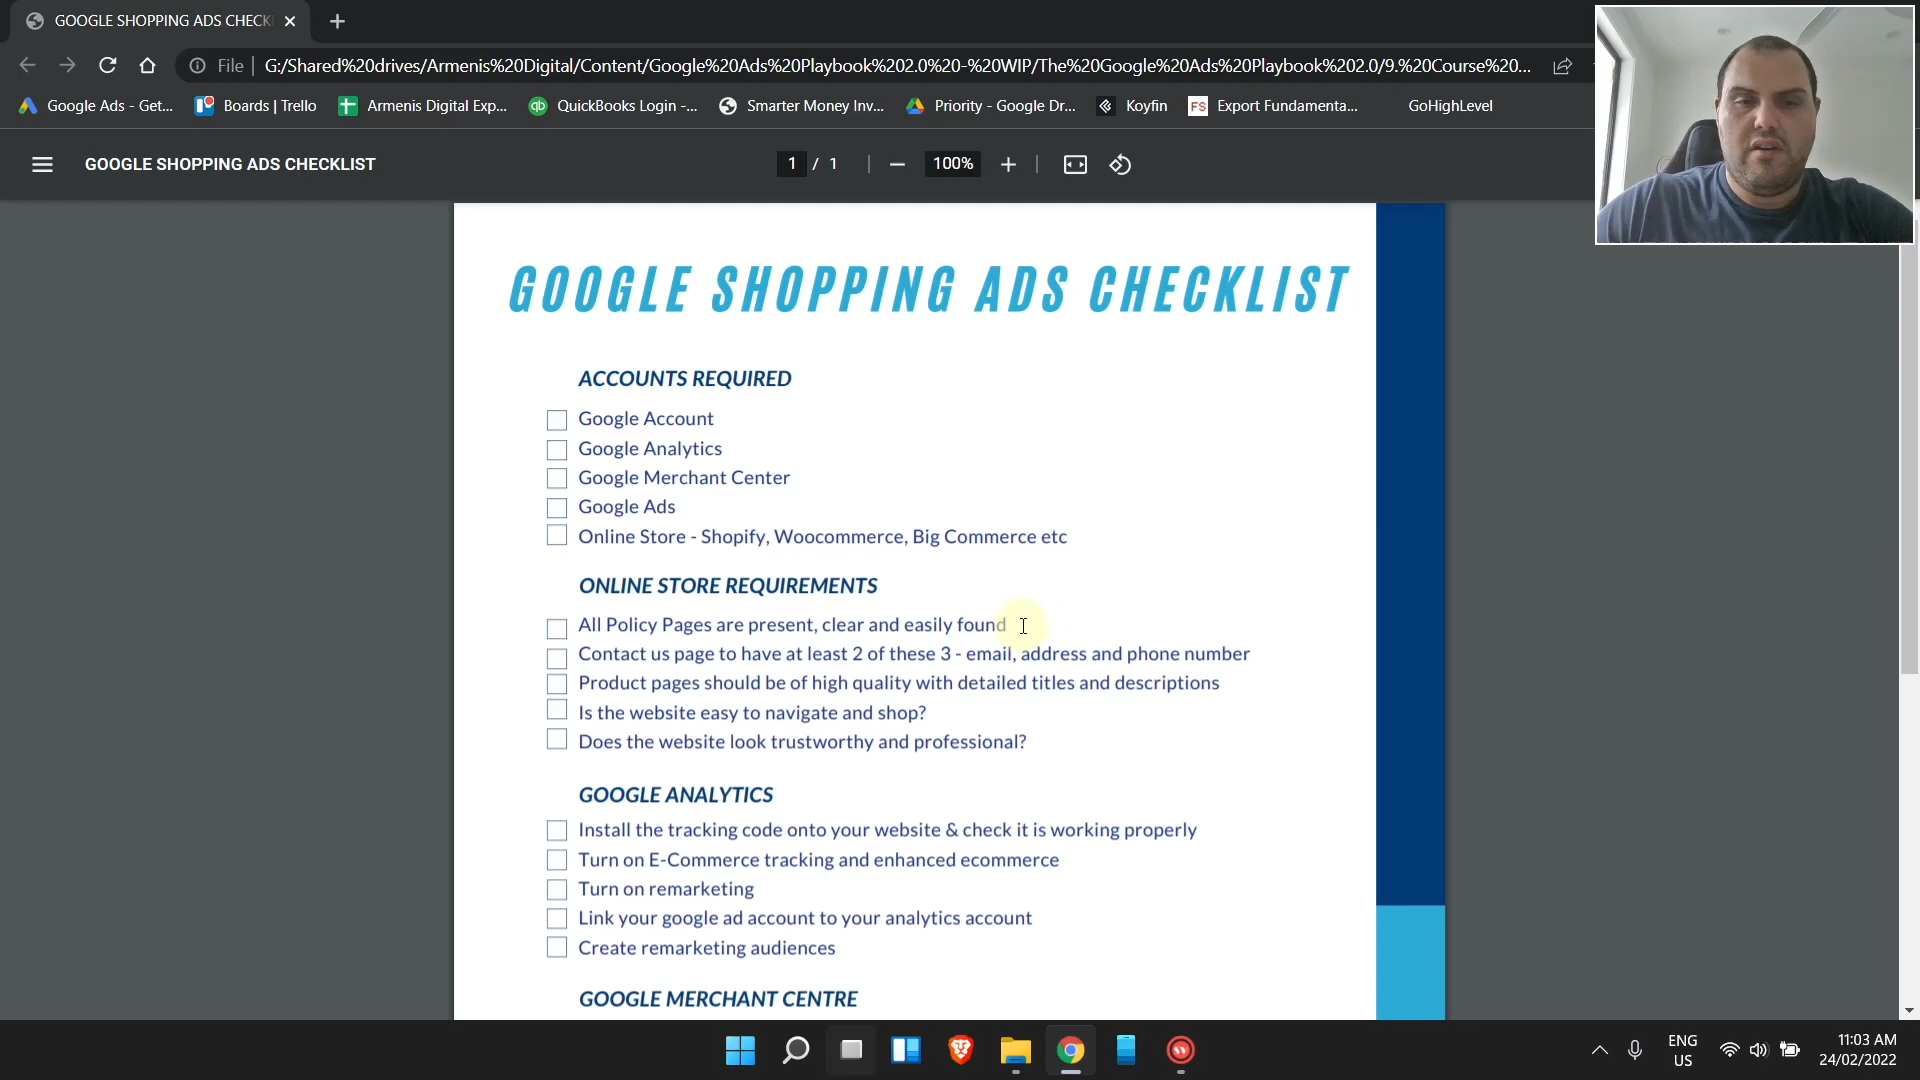 GOOGLE SHOPPING ADS CHECK
File
G:/Shared%20drives/Armenis%20Digital/Content/Google%20Ads%20Playbook%202.0%20-%20WIP/The%20Google%20Ads%20Playbook%202.0/9.%20Course%20...
Google Ads - Get...
Boards | Trello
Armenis Digital Exp...
qb
QuickBooks Login -...
Smarter Money Inv...
Priority - Google Dr...
Koyfin
FS
Export Fundamenta...
GoHighLevel
GOOGLE SHOPPING ADS CHECKLIST
1 / 1
100%
GOOGLE SHOPPING ADS CHECKLIST
ACCOUNTS REQUIRED
Google Account
Google Analytics
Google Merchant Center
Google Ads
Online Store - Shopify, Woocommerce, Big Commerce etc
ONLINE STORE REQUIREMENTS
All Policy Pages are present, clear and easily found
Contact us page to have at least 2 of these 3 - email, address and phone number
Product pages should be of high quality with detailed titles and descriptions
Is the website easy to navigate and shop?
Does the website look trustworthy and professional?
GOOGLE ANALYTICS
Install the tracking code onto your website & check it is working properly
Turn on E-Commerce tracking and enhanced ecommerce
Turn on remarketing
Link your google ad account to your analytics account
Create remarketing audiences
GOOGLE MERCHANT CENTRE
ENG
US
11:03 AM
24/02/2022